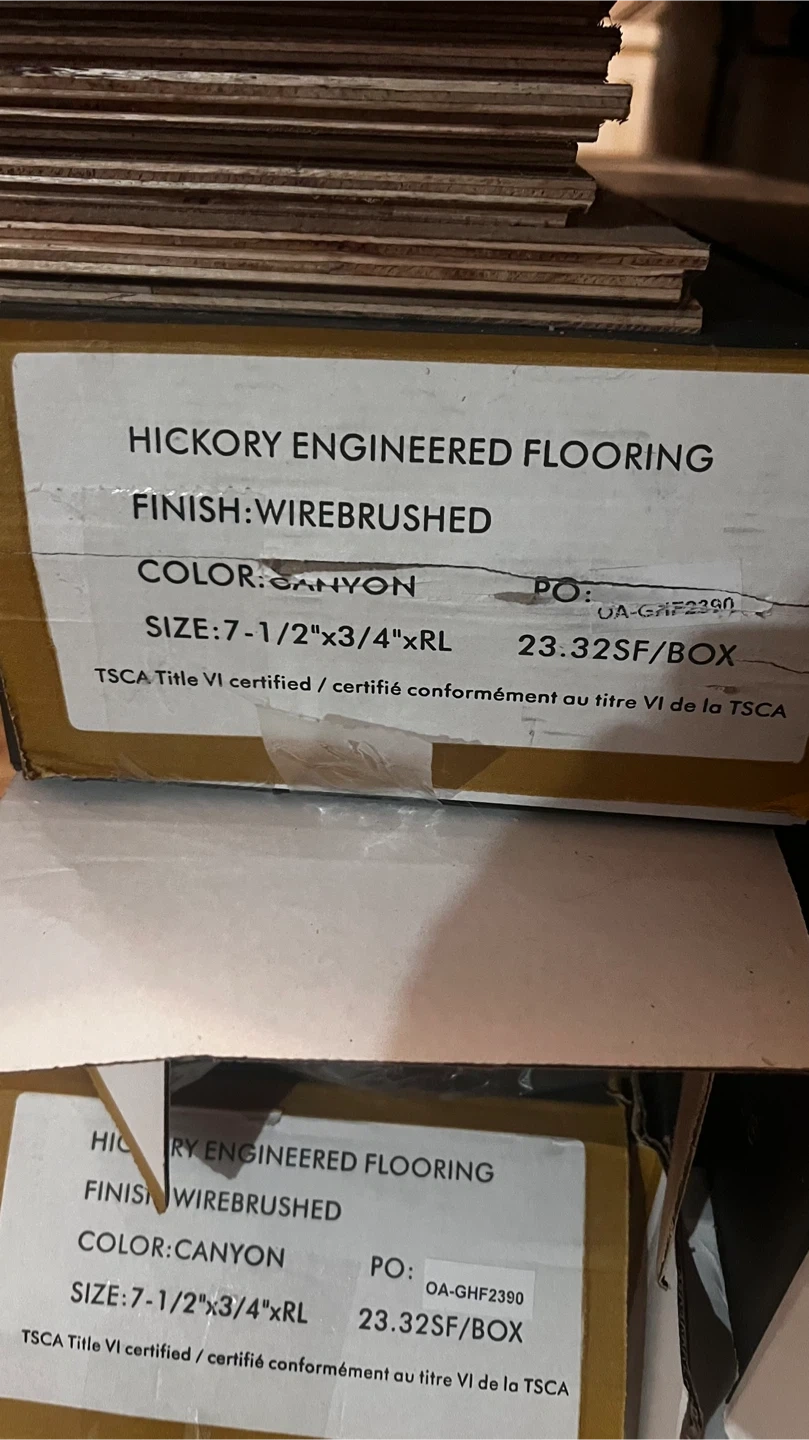 HICKORY ENGINEERED FLOORING
FINISH:WIREBRUSHED
COLOR:CANYON
PO: OA-GHF2390
SIZE:7-1/2"x3/4"xRL
23.32SF/BOX
TSCA Title VI certified / certifié conformément au titre VI de la TSCA
HIC RY ENGINEERED FLOORING
FINIS WIREBRUSHED
COLOR:CANYON
PO: OA-GHF2390
SIZE:7-1/2"x3/4"xRL
23.32SF/BOX
TSCA Title VI certified / certifié conformément au titre VI de la TSCA